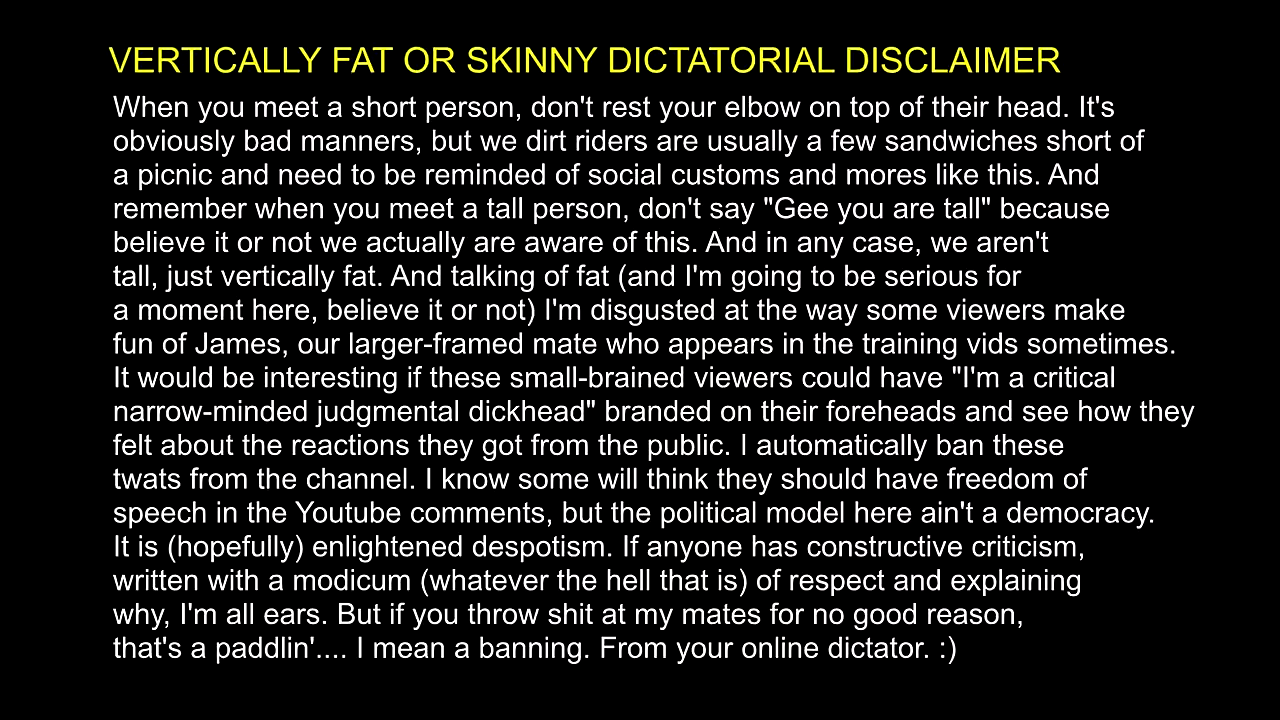 VERTICALLY FAT OR SKINNY DICTATORIAL DISCLAIMER
When you meet a short person, don't rest your elbow on top of their head. It's
obviously bad manners, but we dirt riders are usually a few sandwiches short of
a picnic and need to be reminded of social customs and mores like this. And
remember when you meet a tall person, don't say "Gee you are tall" because
believe it or not we actually are aware of this. And in any case, we aren't
tall, just vertically fat. And talking of fat (and I'm going to be serious for
a moment here, believe it or not) I'm disgusted at the way some viewers make
fun of James, our larger-framed mate who appears in the training vids sometimes.
It would be interesting if these small-brained viewers could have "I'm a critical
narrow-minded judgmental dickhead" branded on their foreheads and see how they
felt about the reactions they got from the public. I automatically ban these
twats from the channel. I know some will think they should have freedom of
speech in the Youtube comments, but the political model here ain't a democracy.
It is (hopefully) enlightened despotism. If anyone has constructive criticism,
written with a modicum (whatever the hell that is) of respect and explaining
why, I'm all ears. But if you throw shit at my mates for no good reason,
that's a paddlin'.... I mean a banning. From your online dictator. :)